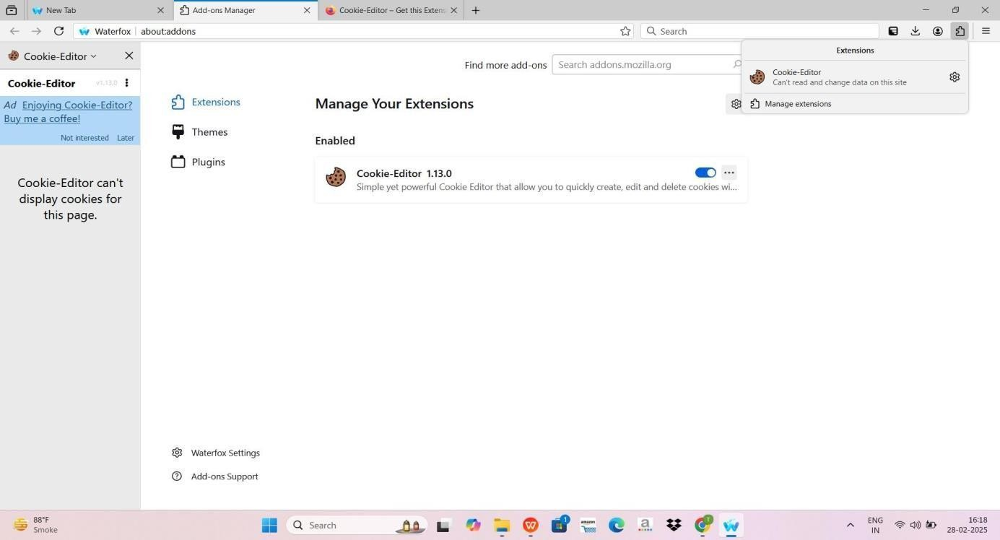 New Tab
Add-ons Manager
Cookie-Editor – Get this Extens
Waterfox
about:addons
Search
Cookie-Editor
Cookie-Editor
v1.13.0
Ad Enjoying Cookie-Editor?
Buy me a coffee!
Not interested Later
Cookie-Editor can't
display cookies for
this page.
Find more add-ons
Search addons.mozilla.org
Extensions
Themes
Plugins
Manage Your Extensions
Enabled
Cookie-Editor 1.13.0
Simple yet powerful Cookie Editor that allow you to quickly create, edit and delete cookies wi...
Extensions
Cookie-Editor
Can't read and change data on this site
Manage extensions
Waterfox Settings
Add-ons Support
88°F
Smoke
Search
1
amazon
a
T
ENG
IN
16:18
28-02-2025